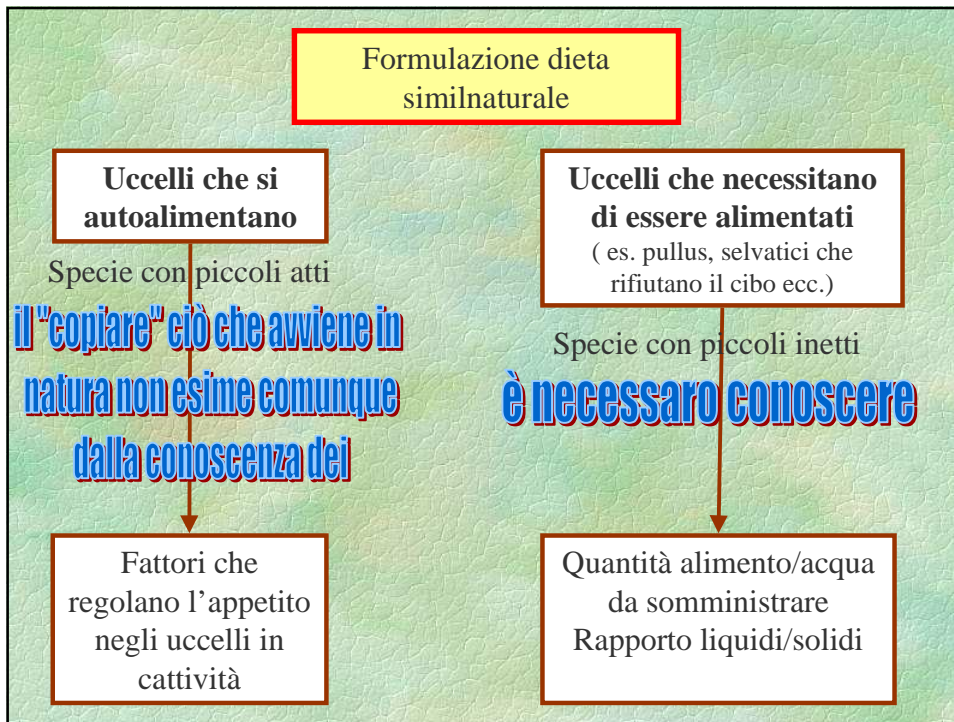 Formulazione dieta
similnaturale
Uccelli che si
autoalimentano
Specie con piccoli atti
il "copiare" ciò che avviene in
natura non esime comunque
dalla conoscenza dei
Fattori che
regolano l’appetito
negli uccelli in
cattività
Uccelli che necessitano
di essere alimentati
( es. pullus, selvatici che
rifiutano il cibo ecc.)
Specie con piccoli inetti
è necessaro conoscere
Quantità alimento/acqua
da somministrare
Rapporto liquidi/solidi